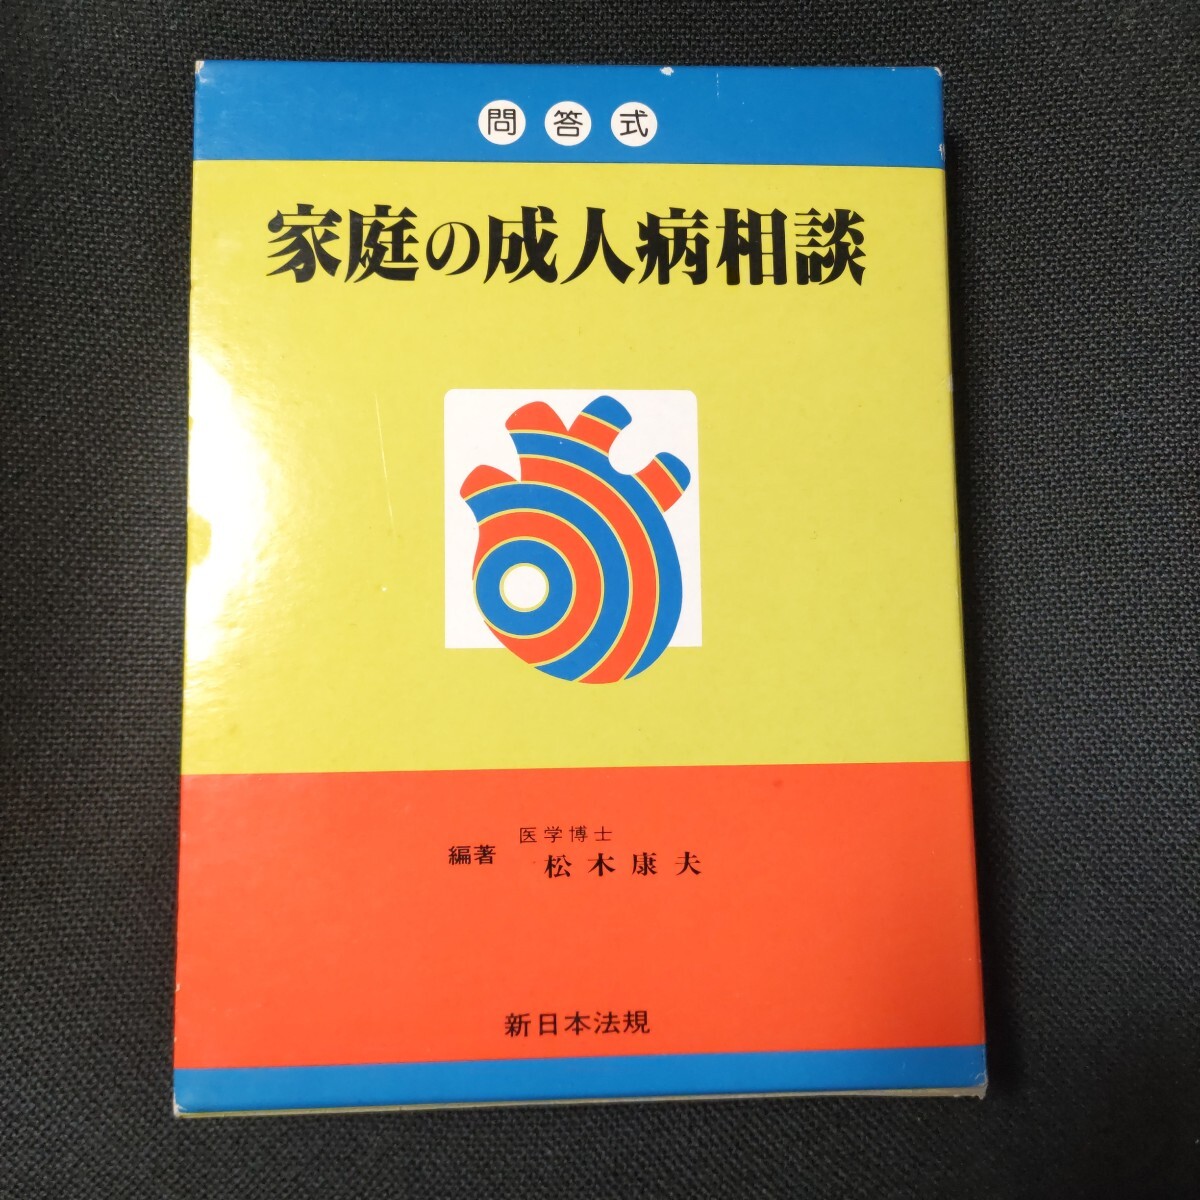 問答式
家庭の成人病相談
医学博士
編著 松木康夫
新日本法規